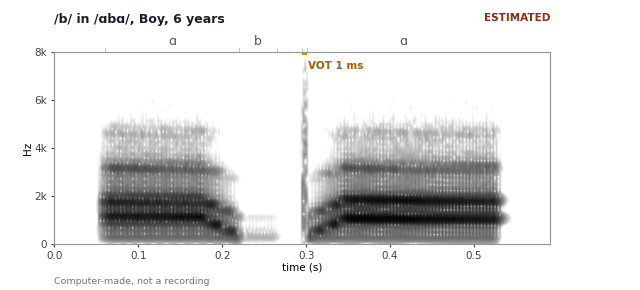 /b/ in /ɑbɑ/, Boy, 6 years
ESTIMATED
ɑ b ɑ
8k
VOT 1 ms
6k
Hz
4k
2k
0
0.0 0.1 0.2 0.3 0.4 0.5
time (s)
Computer-made, not a recording